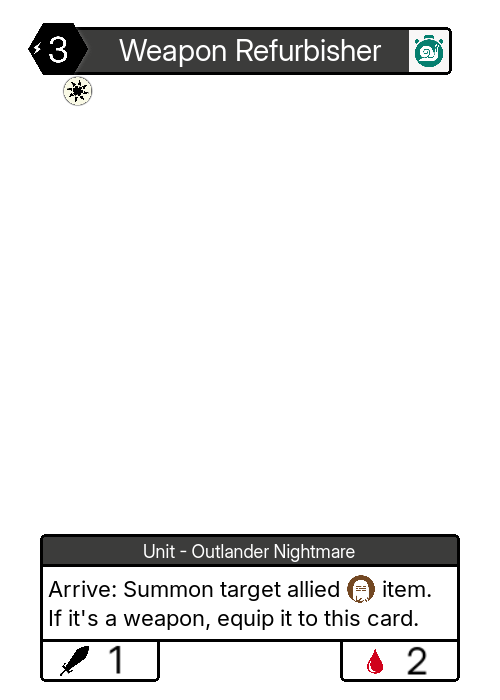 3 Weapon Refurbisher
Unit - Outlander Nightmare
Arrive: Summon target allied item.
If it's a weapon, equip it to this card.
1 2